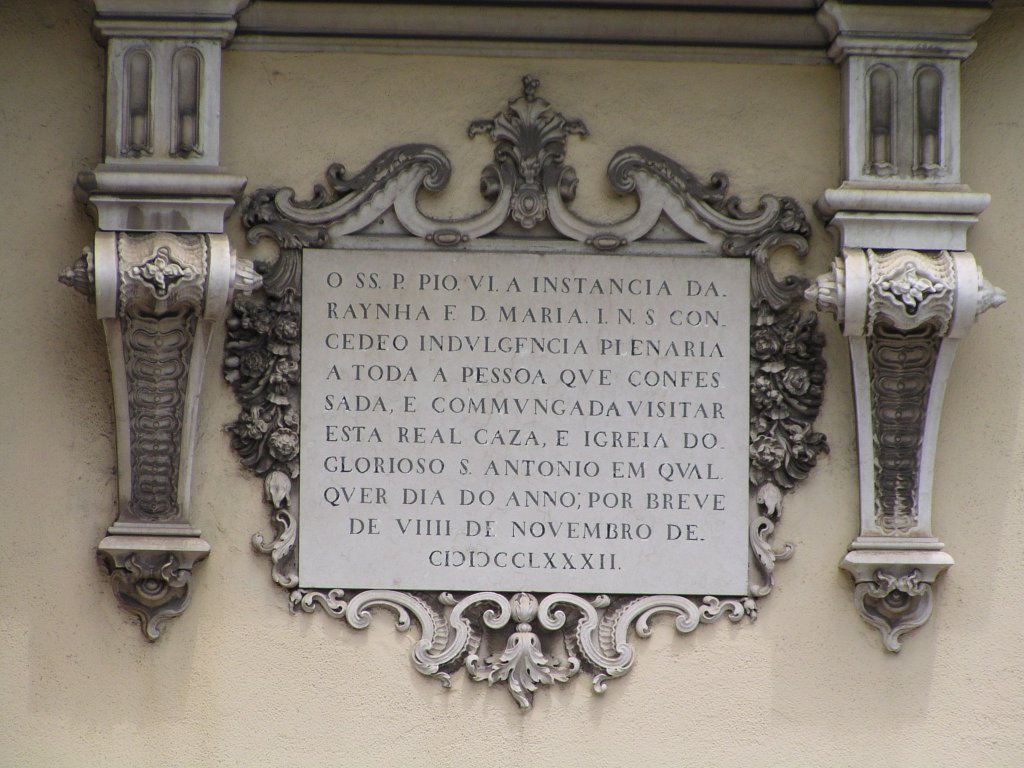 O SS. P. PIO. VI. A INSTANCIA DA.
RAYNHA F. D. MARIA. I. N. S CON.
CEDEO INDVLGENCIA PLENARIA
A TODA A PESSOA QVE CONFES
SADA, E COMMVNGADA VISITAR
ESTA REAL CAZA, E IGREIA DO.
GLORIOSO S. ANTONIO EM QVAL.
QVER DIA DO ANNO; POR BREVE
DE VIIII DE NOVEMBRO DE.
CIƆIƆCCLXXXII.